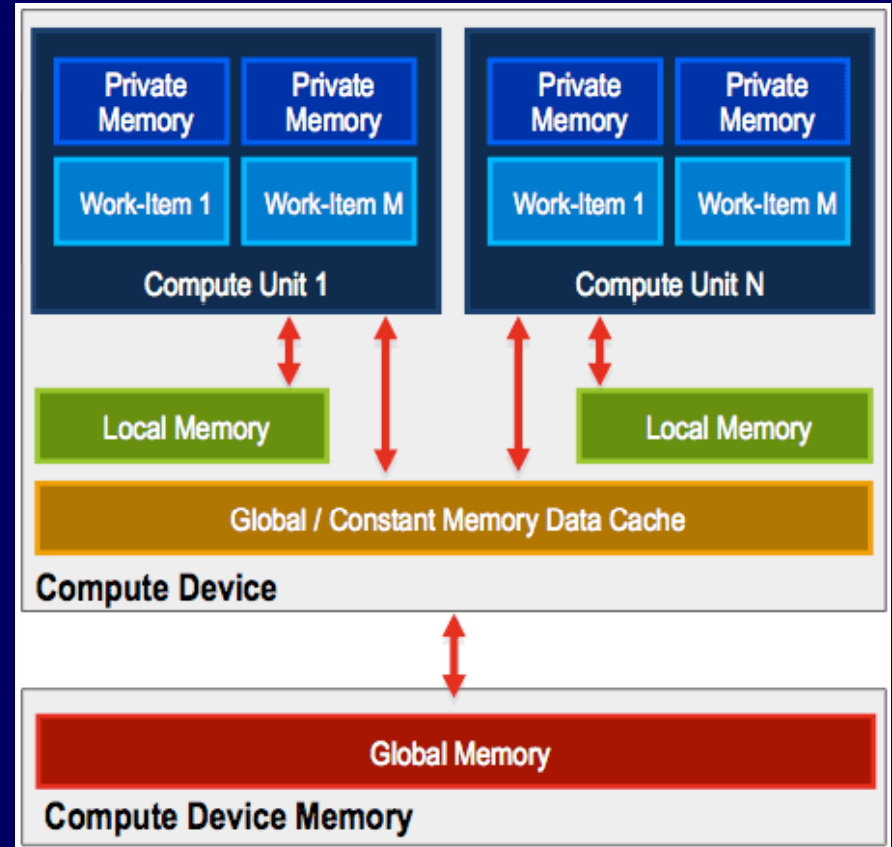 Private Memory
Private Memory
Private Memory
Private Memory
Work-Item 1
Work-Item M
Work-Item 1
Work-Item M
Compute Unit 1
Compute Unit N
Local Memory
Local Memory
Global / Constant Memory Data Cache
Compute Device
Global Memory
Compute Device Memory